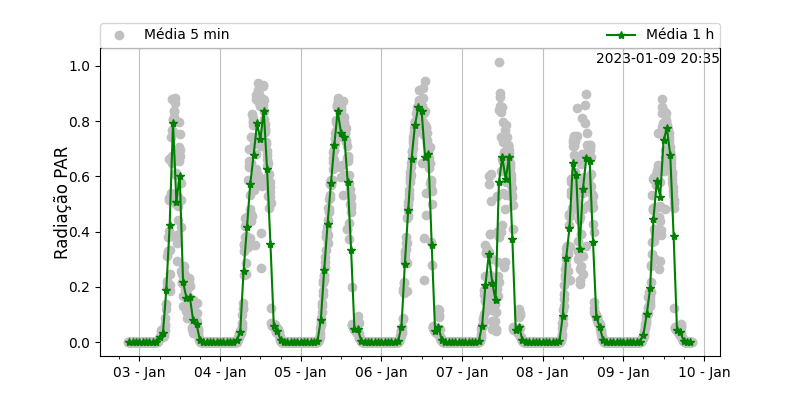 Média 5 min
Média 1 h
2023-01-09 20:35
Radiação PAR
1.0
0.8
0.6
0.4
0.2
0.0
03 - Jan
04 - Jan
05 - Jan
06 - Jan
07 - Jan
08 - Jan
09 - Jan
10 - Jan